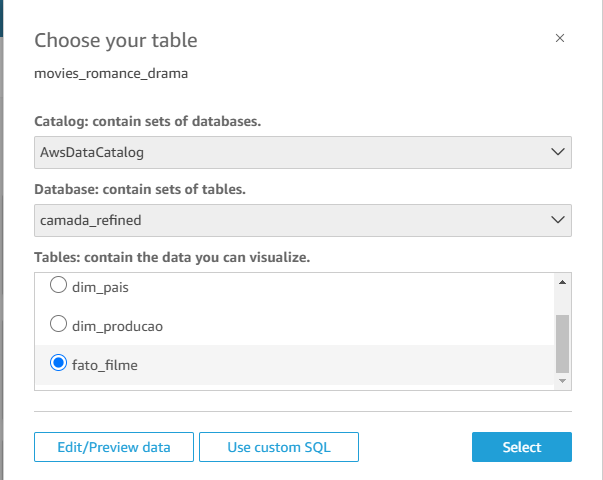 Choose your table
movies_romance_drama
Catalog: contain sets of databases.
AwsDataCatalog
Database: contain sets of tables.
camada_refined
Tables: contain the data you can visualize.
dim_pais
dim_producao
fato_filme
Edit/Preview data
Use custom SQL
Select